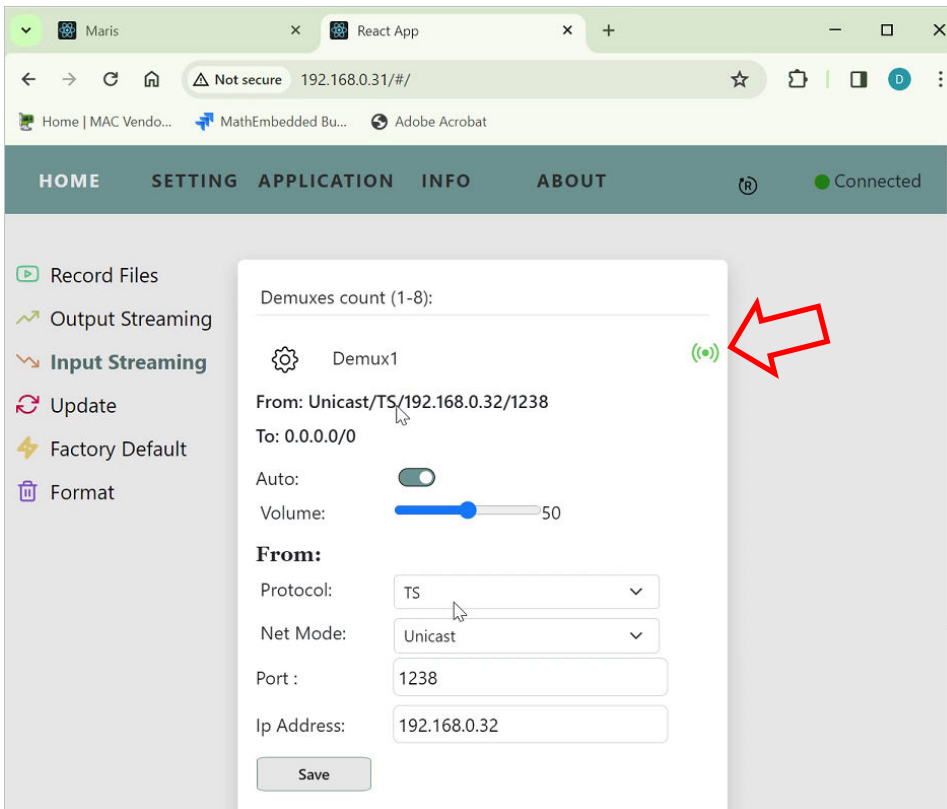 Maris
React App
Not secure 192.168.0.31/#/
D
Home | MAC Vendo... MathEmbedded Bu... Adobe Acrobat
HOME SETTING APPLICATION INFO ABOUT R Connected
Record Files
Output Streaming
Input Streaming
Update
Factory Default
Format
Demuxes count (1-8):
Demux1
From: Unicast/TS/192.168.0.32/1238
To: 0.0.0.0/0
Auto:
Volume: 50
From:
Protocol: TS
Net Mode: Unicast
Port : 1238
Ip Address: 192.168.0.32
Save